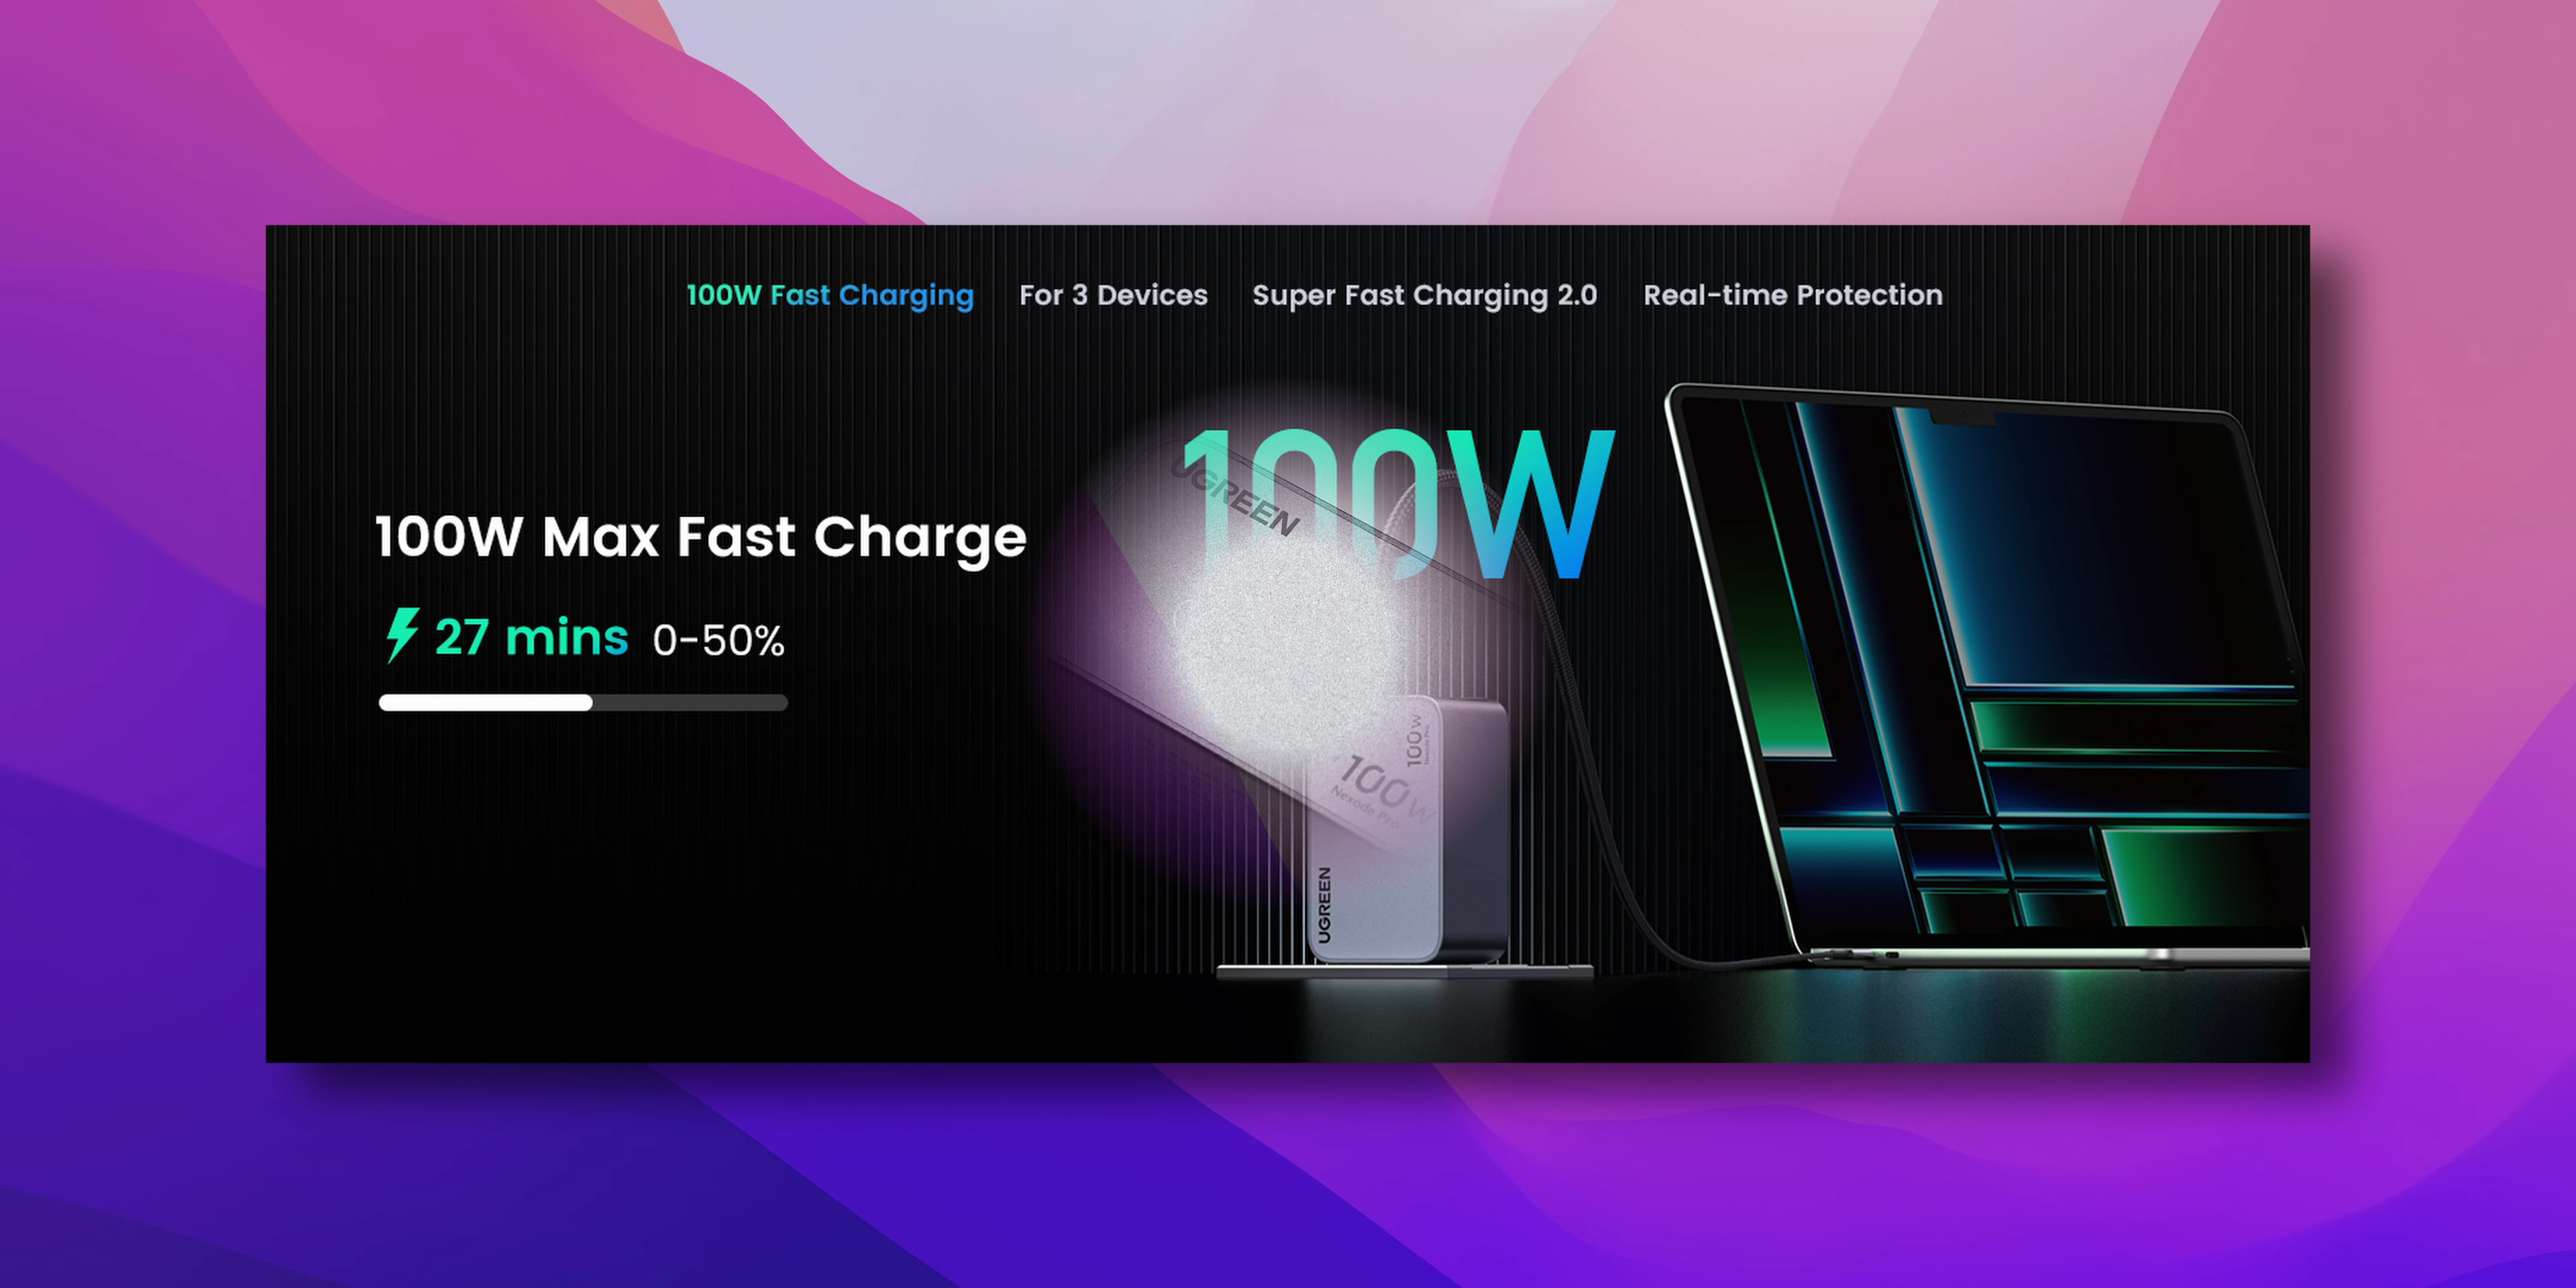 100W Fast Charging For 3 Devices Super Fast Charging 2.0 Real-time Protection
100W
UGREEN
100W Max Fast Charge
27 mins 0-50%
100W
100W
Nexode Pro
UGREEN